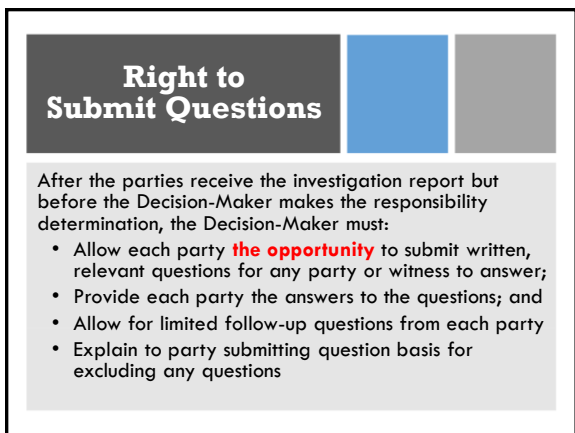 Right to
Submit Questions
After the parties receive the investigation report but
before the Decision-Maker makes the responsibility
determination, the Decision-Maker must:
• Allow each party the opportunity to submit written,
relevant questions for any party or witness to answer;
• Provide each party the answers to the questions; and
• Allow for limited follow-up questions from each party
• Explain to party submitting question basis for
excluding any questions